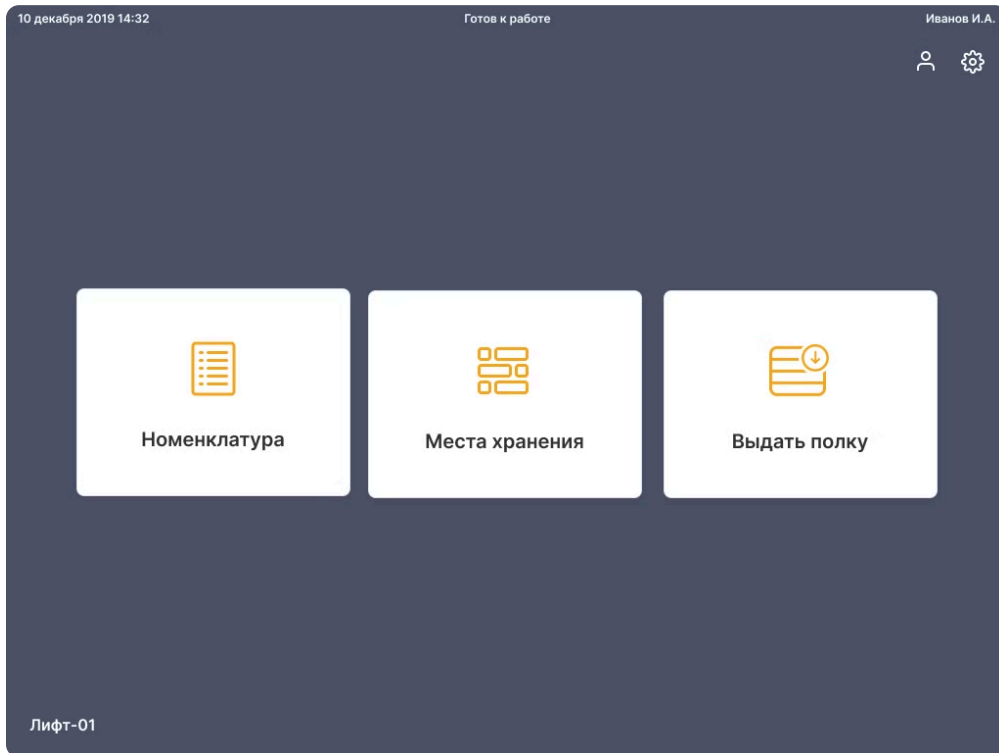 10 декабря 2019 14:32
Готов к работе
Иванов И.А.
Номенклатура
Места хранения
Выдать полку
Лифт-01